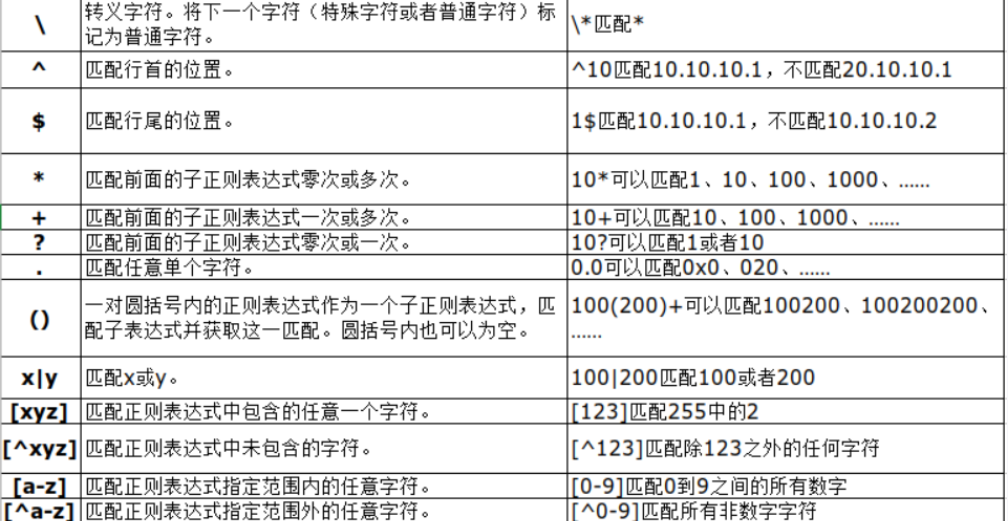 \ 转义字符。将下一个字符（特殊字符或者普通字符）标 \*匹配*
记为普通字符。
^ 匹配行首的位置。 ^10匹配10.10.10.1，不匹配20.10.10.1
$ 匹配行尾的位置。 1$匹配10.10.10.1，不匹配10.10.10.2
* 匹配前面的子正则表达式零次或多次。 10*可以匹配1、10、100、1000、……
+ 匹配前面的子正则表达式一次或多次。 10+可以匹配10、100、1000、……
? 匹配前面的子正则表达式零次或一次。 10?可以匹配1或者10
. 匹配任意单个字符。 0.0可以匹配0x0、020、……
() 一对圆括号内的正则表达式作为一个子正则表达式，匹 100(200)+可以匹配100200、100200200、
配子表达式并获取这一匹配。圆括号内也可以为空。 ……
x|y 匹配x或y。 100|200匹配100或者200
[xyz] 匹配正则表达式中包含的任意一个字符。 [123]匹配255中的2
[^xyz] 匹配正则表达式中未包含的字符。 [^123]匹配除123之外的任何字符
[a-z] 匹配正则表达式指定范围内的任意字符。 [0-9]匹配0到9之间的所有数字
[^a-z] 匹配正则表达式指定范围外的任意字符。 [^0-9]匹配所有非数字字符